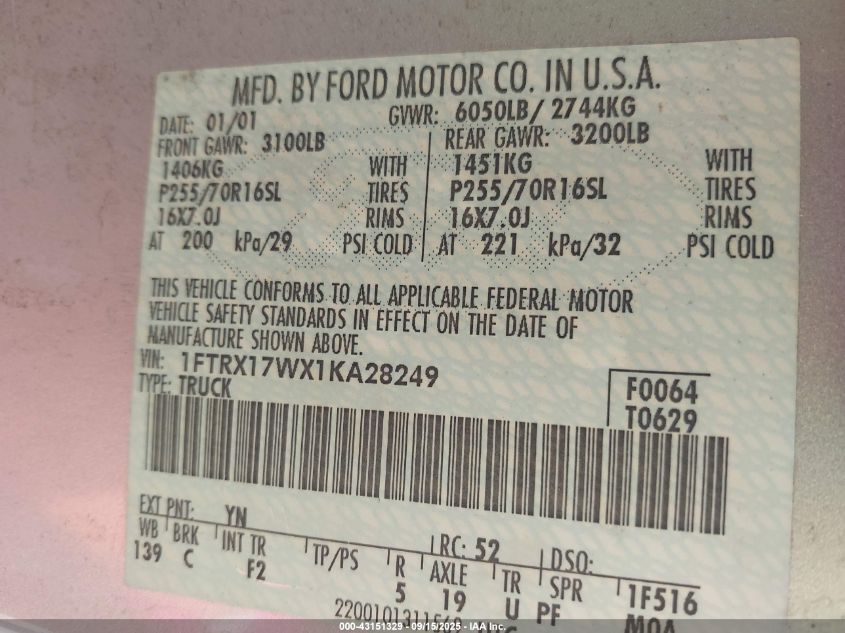 MFD. BY FORD MOTOR CO. IN U.S.A.
DATE: 01/01 GVWR: 6050LB/ 2744KG
FRONT GAWR: 3100LB REAR GAWR: 3200LB
1406KG WITH 1451KG WITH
P255/70R16SL TIRES P255/70R16SL TIRES
16X7.0J RIMS 16X7.0J RIMS
AT 200 kPa/29 PSI COLD AT 221 kPa/32 PSI COLD
THIS VEHICLE CONFORMS TO ALL APPLICABLE FEDERAL MOTOR
VEHICLE SAFETY STANDARDS IN EFFECT ON THE DATE OF
MANUFACTURE SHOWN ABOVE.
VIN: 1FTRX17WX1KA28249
TYPE: TRUCK
F0064
T0629
EXT PNT: YN RC: 52 DSO:
WB BRK INT TR TP/PS R AXLE TR SPR 1F516
139 C F2 5 19 U PF M0A
000-43151329 - 09/15/2025 - IAA Inc.